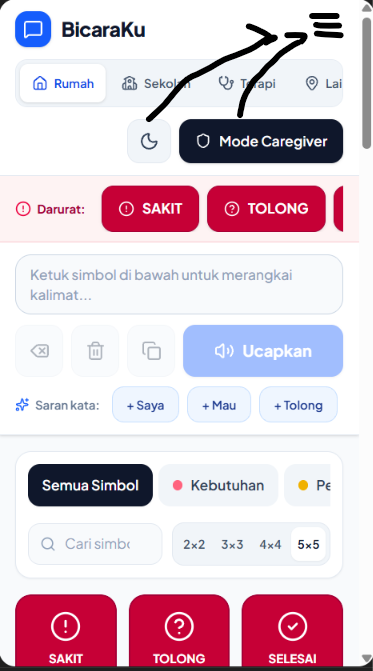 BicaraKu
Rumah Sekolah Terapi Lai
Mode Caregiver
Darurat: SAKIT TOLONG
Ketuk simbol di bawah untuk merangkai
kalimat...
Ucapkan
Saran kata: + Saya + Mau + Tolong
Semua Simbol Kebutuhan Pe
Cari simbo 2×2 3×3 4×4 5×5
SAKIT TOLONG SELESAI